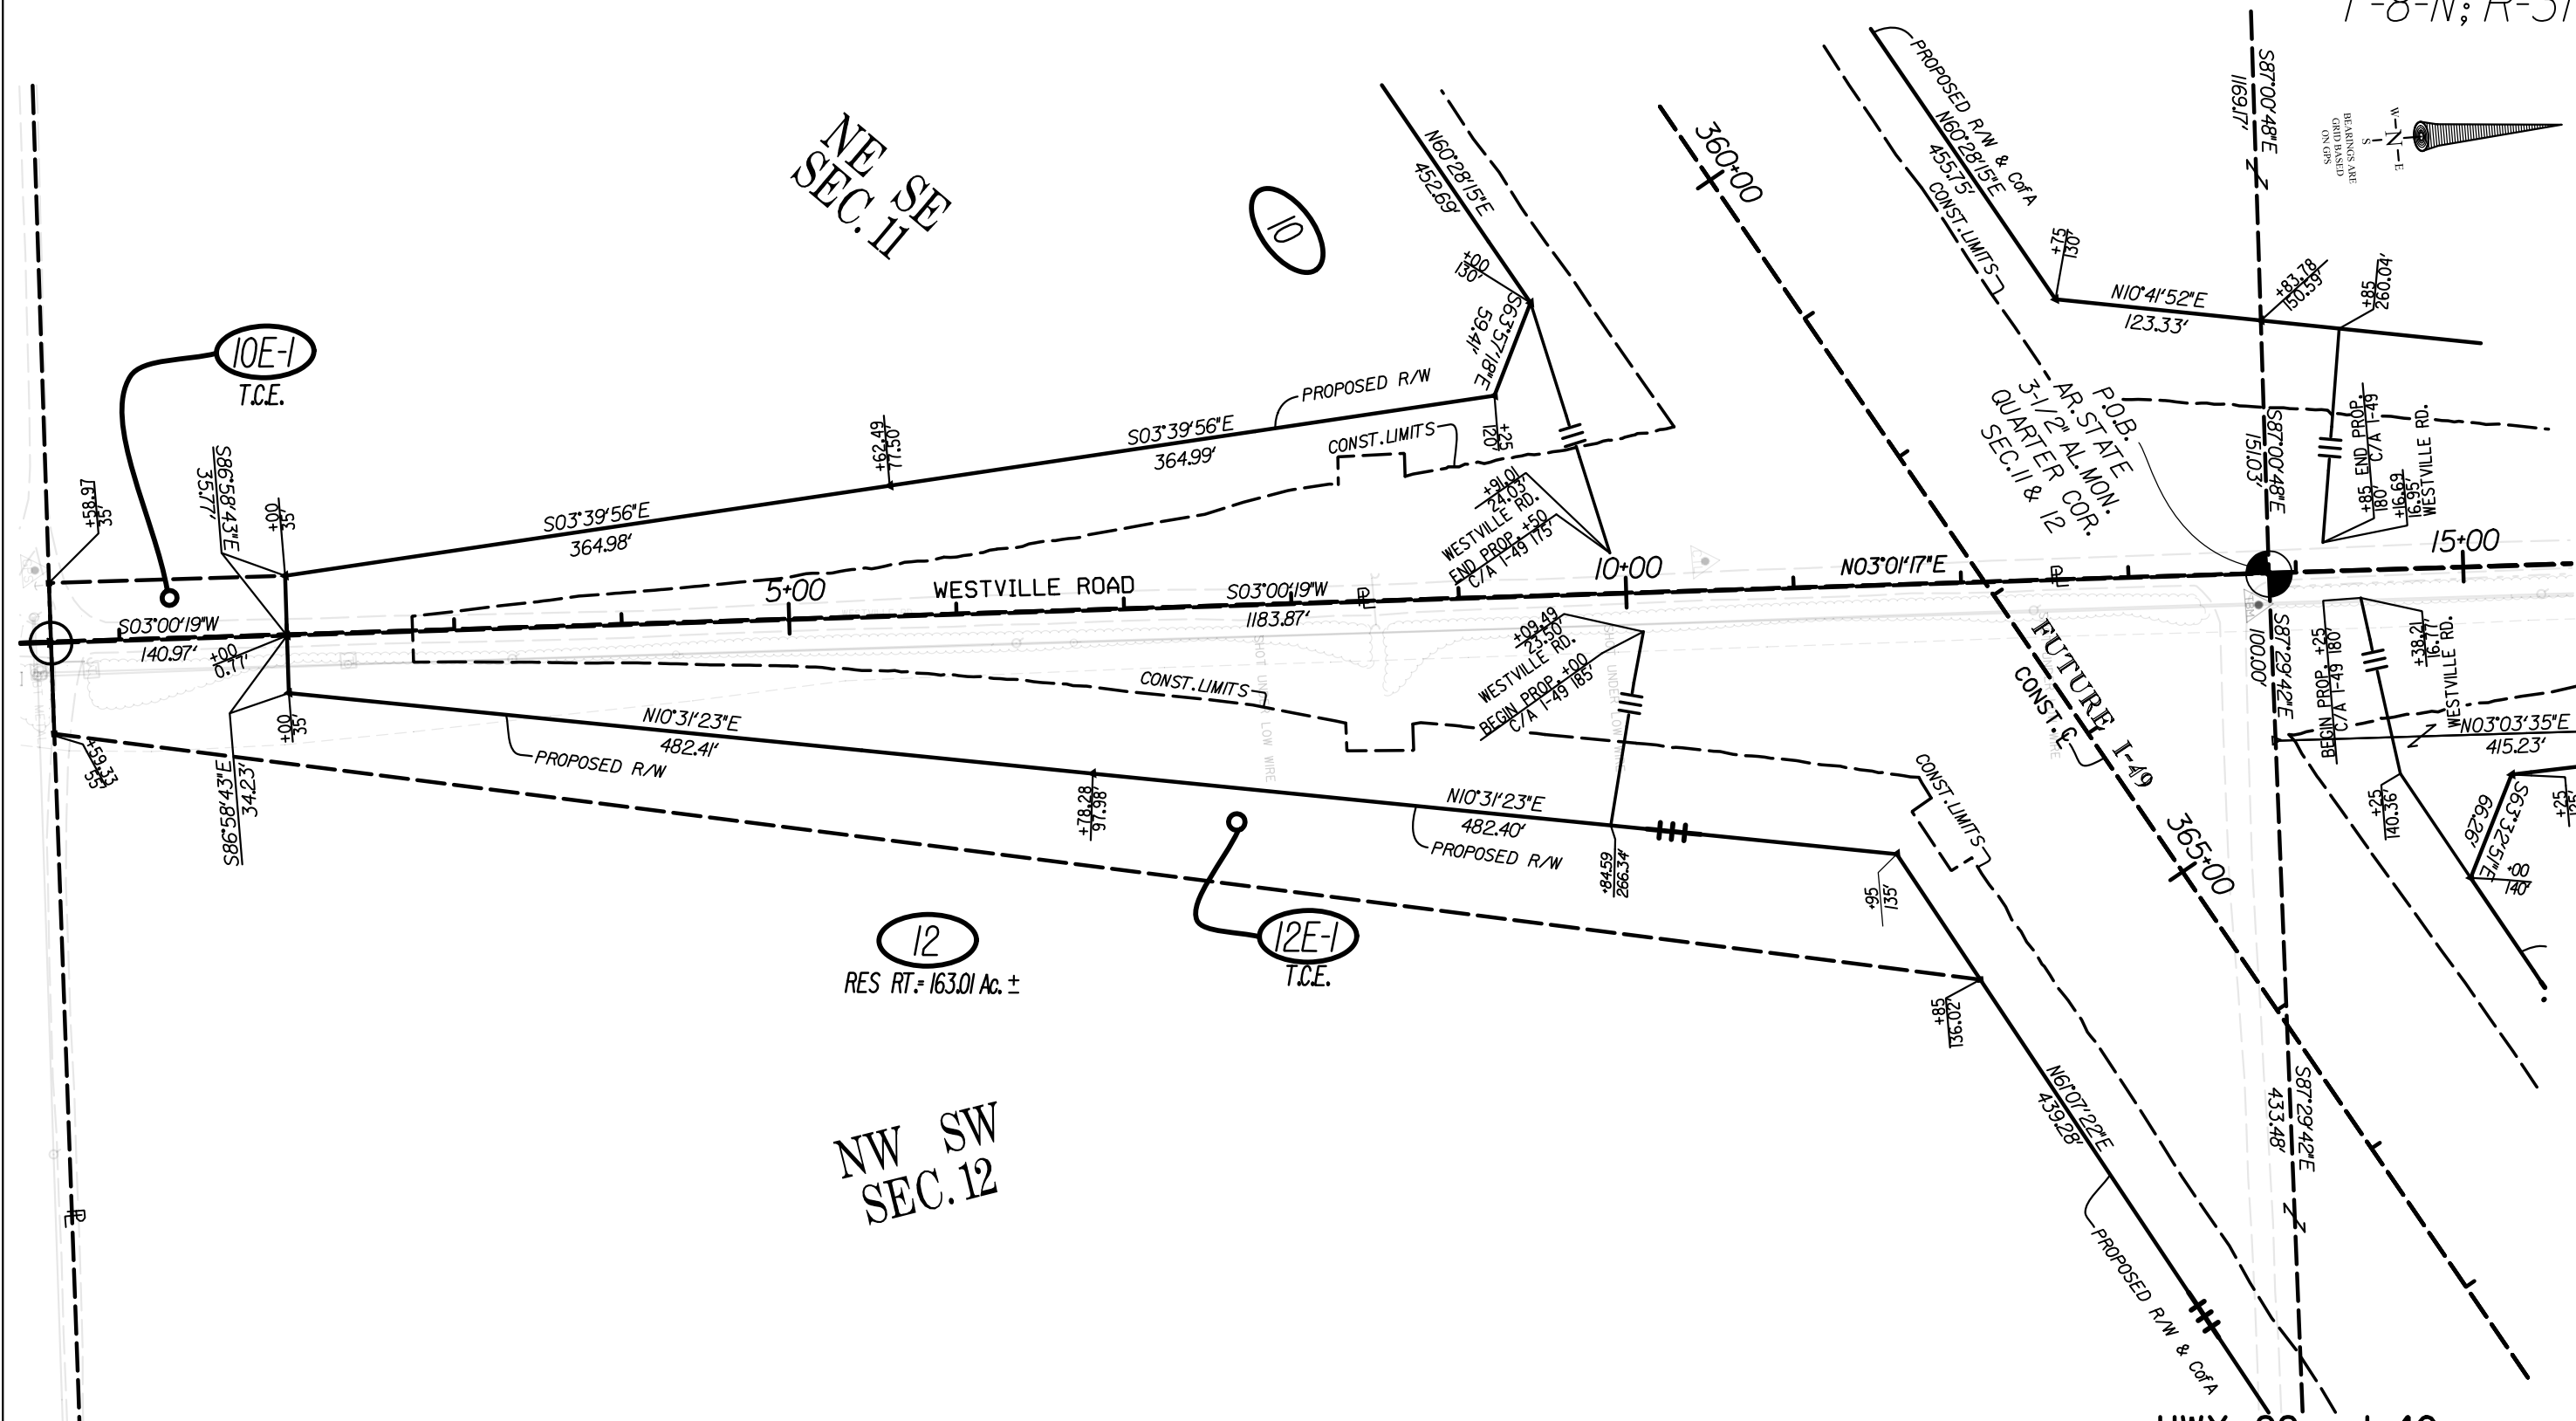 T-8-N; R-31
S87°00'48"E
1169.17'
W N E
S
BEARINGS ARE
GRID BASED
ON GPS
PROPOSED R/W & CofA
N60°28'15"E
455.75'
CONST. LIMITS
360+00
N60°28'15"E
452.69'
NE SE
SEC. 11
10
+00
130'
S63°57'18"E
59.41'
+75
130'
N10°41'52"E
123.33'
+83.78
150.59'
+85
260.04'
10E-1
T.C.E.
PROPOSED R/W
S03°39'56"E
364.99'
CONST. LIMITS
+25
120'
+62.49
77.50'
S03°39'56"E
364.98'
S86°58'43"E
35.77'
+00
35'
+58.97
35'
+91.01
24.03'
WESTVILLE RD.
END PROP. +50
C/A I-49 175'
P.O.B.
AR. STATE
3-1/2" AL. MON.
QUARTER COR.
SEC. 11 & 12
S87°00'48"E
151.03'
+85 END PROP.
180' C/A I-49
+16.69
16.95'
WESTVILLE RD.
5+00
WESTVILLE ROAD
S03°00'19"W
1183.87'
10+00
N03°01'17"E
15+00
S03°00'19"W
140.97'
+00
0.77'
SHOT UNDER LOW WIRE
+09.49
23.50'
WESTVILLE RD.
BEGIN PROP. +00
C/A I-49 185'
FUTURE I-49
CONST. ℄
S87°29'42"E
100.00'
BEGIN PROP. +25
C/A I-49 180'
+38.21
16.77'
WESTVILLE RD.
N03°03'35"E
415.23'
CONST. LIMITS
N10°31'23"E
482.41'
PROPOSED R/W
+00
35'
+59.33
55'
S86°58'43"E
34.23'
+78.28
97.98'
N10°31'23"E
482.40'
PROPOSED R/W
+84.59
266.34'
CONST. LIMITS
+95
135'
365+00
+25
140.36'
S63°32'51"E
66.26'
+00
140'
+25
12
RES RT.= 163.01 Ac. ±
12E-1
T.C.E.
+85
136.02'
N61°07'22"E
439.28'
S87°29'42"E
433.48'
NW SW
SEC. 12
PROPOSED R/W & CofA